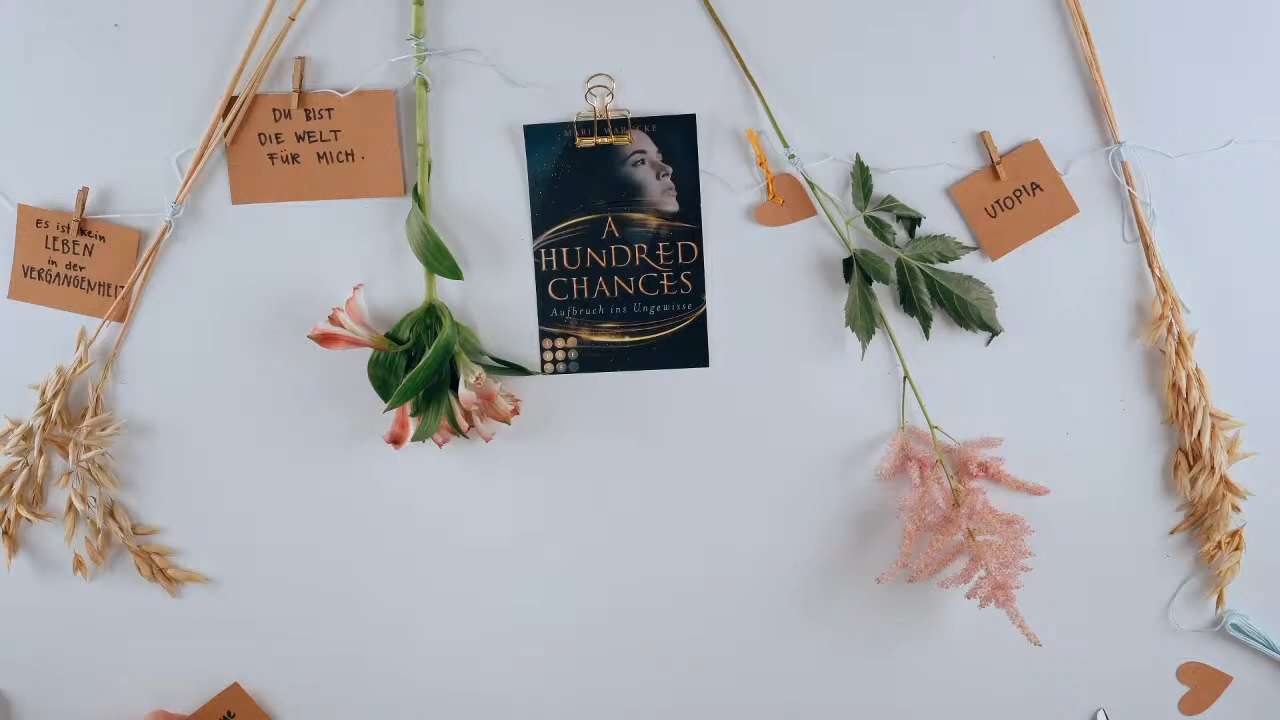 DU BIST
DIE WELT
FÜR MICH.
Es ist kein
LEBEN
in der
VERGANGENHEIT
A
HUNDRED
CHANCES
Aufbruch ins Ungewisse
UTOPIA